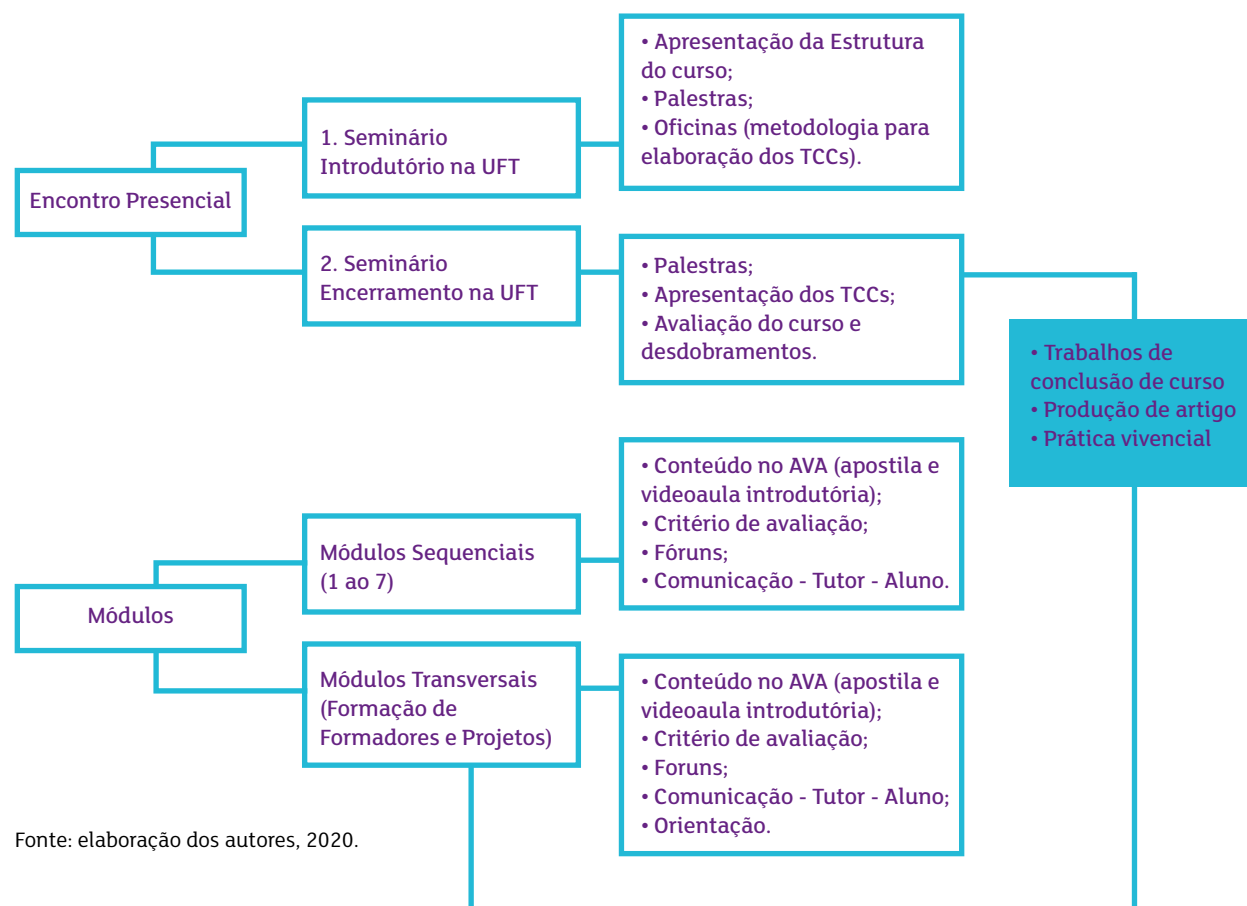 Encontro Presencial
1. Seminário
Introdutório na UFT
• Apresentação da Estrutura
do curso;
• Palestras;
• Oficinas (metodologia para
elaboração dos TCCs).
2. Seminário
Encerramento na UFT
• Palestras;
• Apresentação dos TCCs;
• Avaliação do curso e
desdobramentos.
• Trabalhos de
conclusão de curso
• Produção de artigo
• Prática vivencial
Módulos
Módulos Sequenciais
(1 ao 7)
• Conteúdo no AVA (apostila e
videoaula introdutória);
• Critério de avaliação;
• Fóruns;
• Comunicação - Tutor - Aluno.
Módulos Transversais
(Formação de
Formadores e Projetos)
• Conteúdo no AVA (apostila e
videoaula introdutória);
• Critério de avaliação;
• Foruns;
• Comunicação - Tutor - Aluno;
• Orientação.
Fonte: elaboração dos autores, 2020.